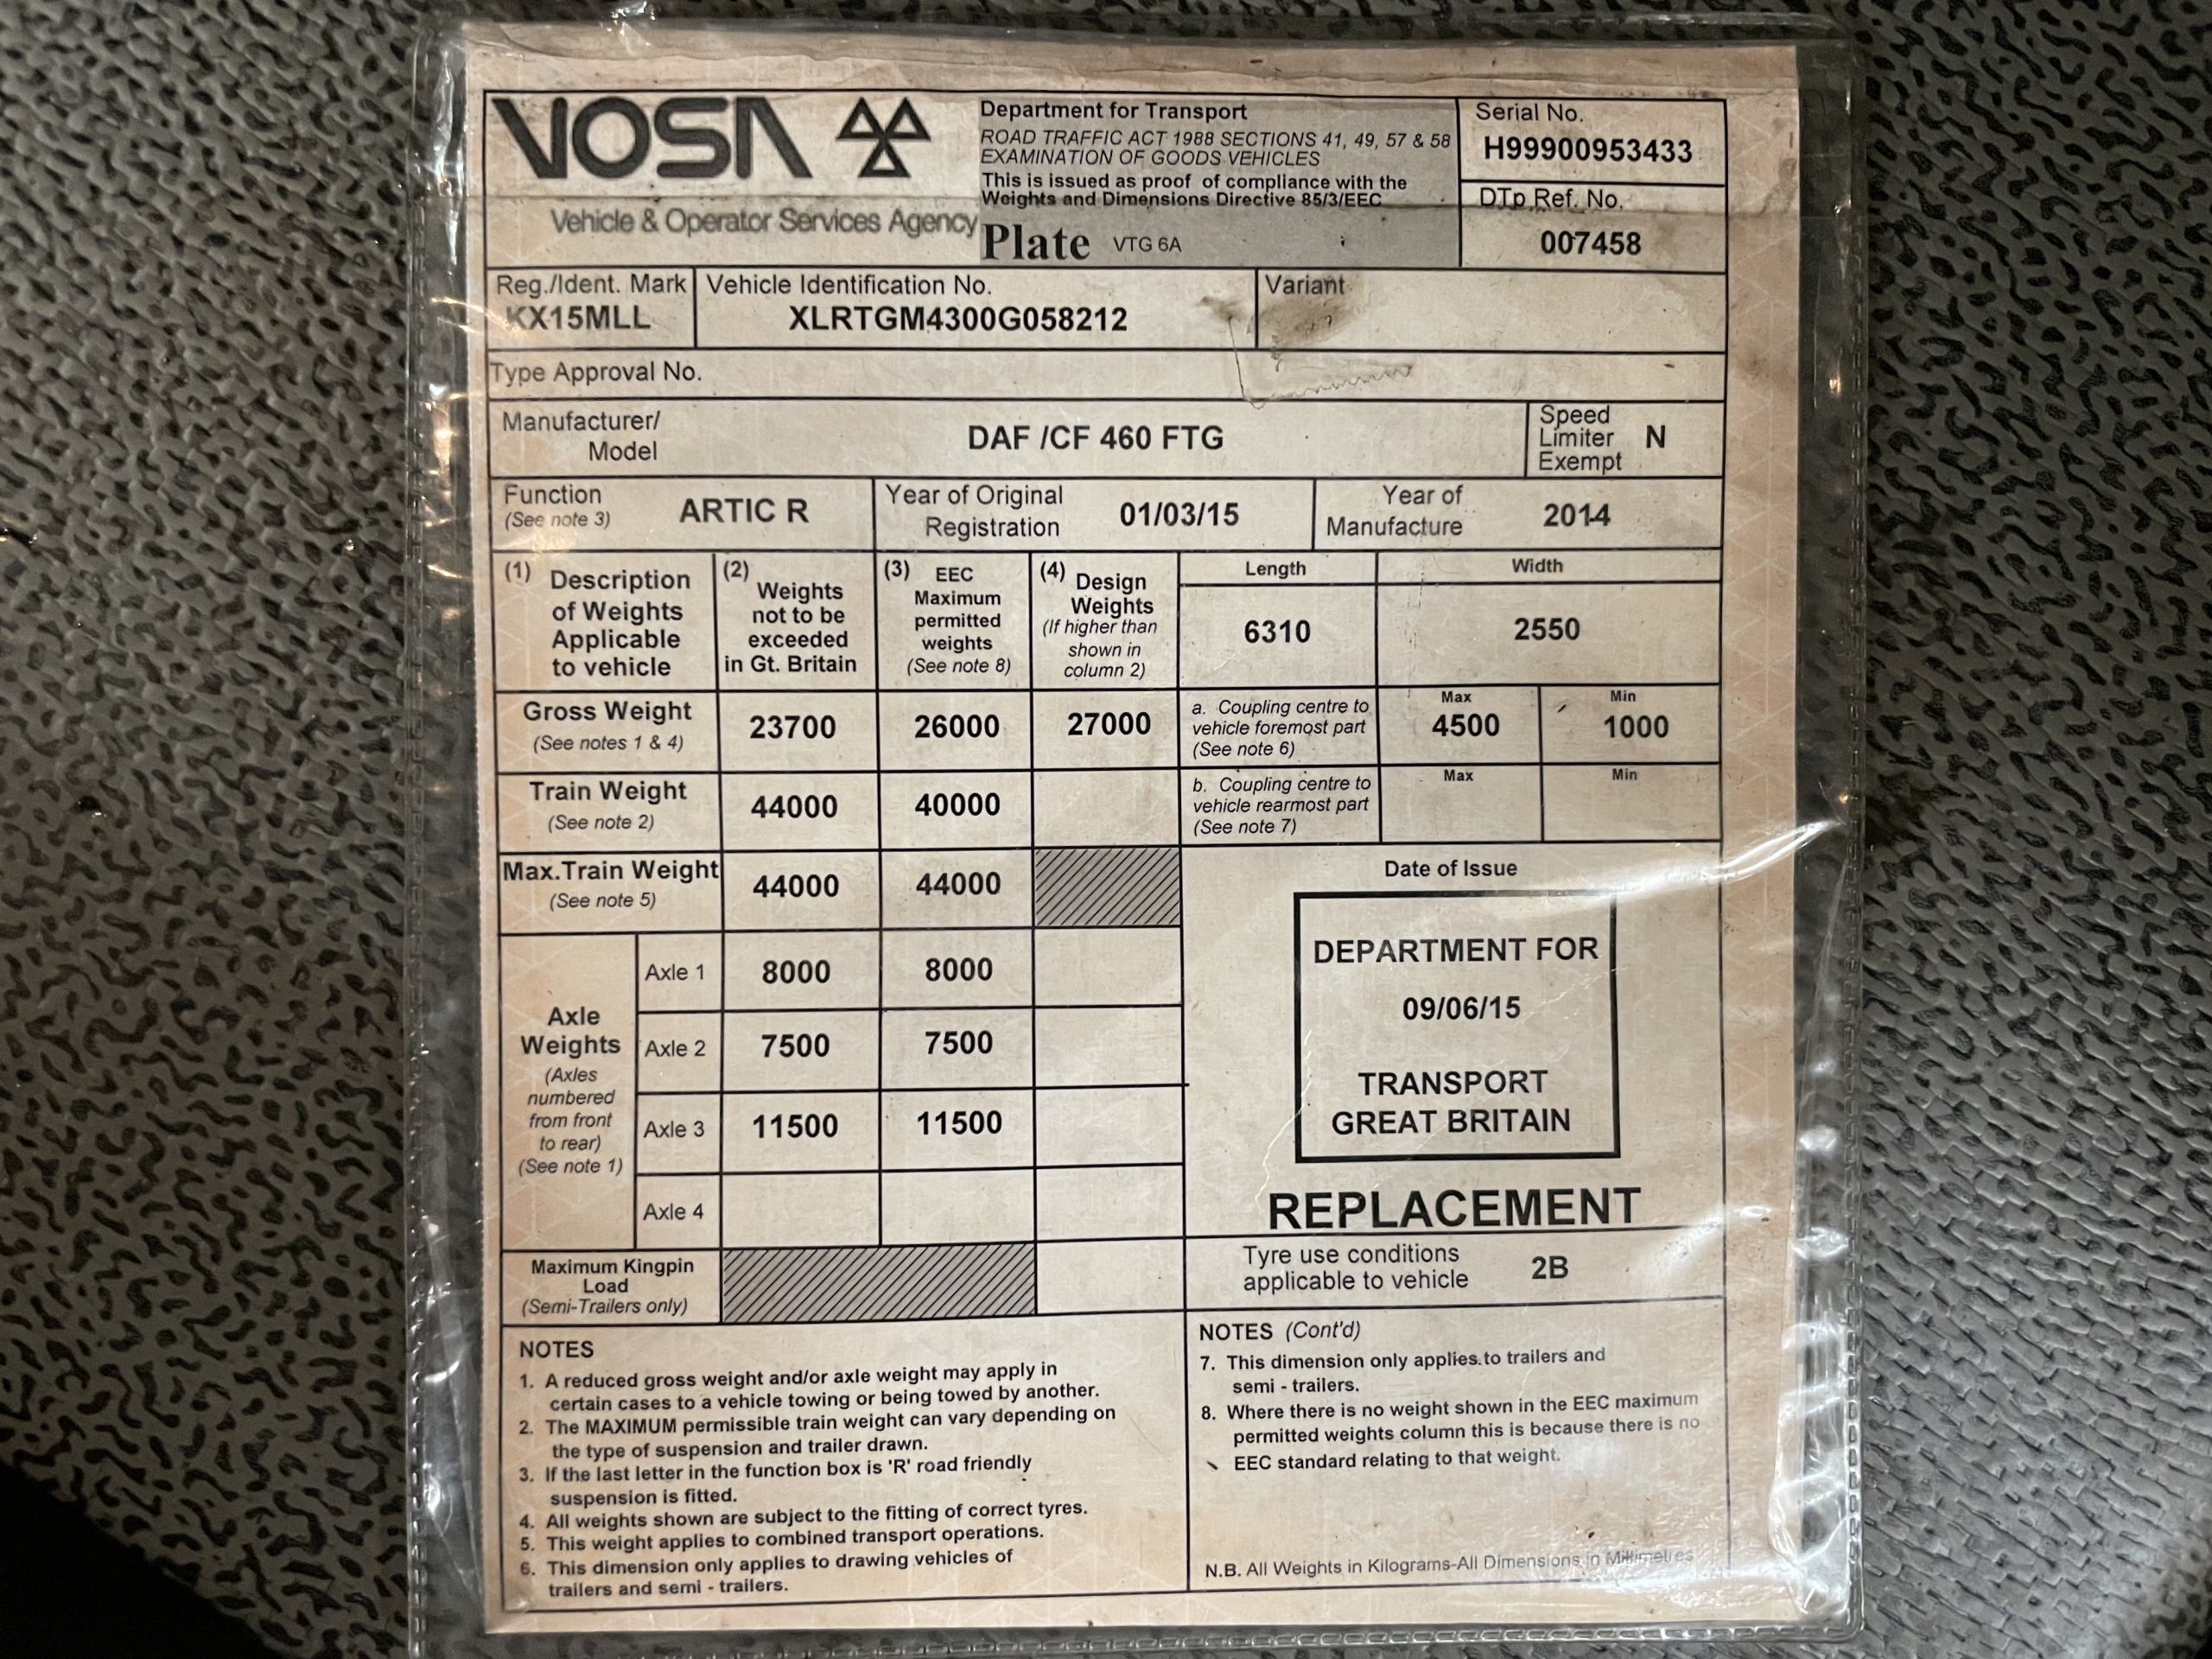 VOSA
Vehicle & Operator Services Agency
Department for Transport
ROAD TRAFFIC ACT 1988 SECTIONS 41, 49, 57 & 58
EXAMINATION OF GOODS VEHICLES
This is issued as proof of compliance with the
Weights and Dimensions Directive 85/3/EEC
Plate VTG 6A
Serial No.
H99900953433
DTp Ref. No.
007458
Reg./Ident. Mark
KX15MLL
Vehicle Identification No.
XLRTGM4300G058212
Variant
Type Approval No.
Manufacturer/
Model
DAF /CF 460 FTG
Speed
Limiter
Exempt
N
Function
(See note 3)
ARTIC R
Year of Original
Registration
01/03/15
Year of
Manufacture
2014
(1) Description
of Weights
Applicable
to vehicle
(2) Weights
not to be
exceeded
in Gt. Britain
(3) EEC
Maximum
permitted
weights
(See note 8)
(4) Design
Weights
(If higher than
shown in
column 2)
Length
6310
Width
2550
Gross Weight
(See notes 1 & 4)
23700
26000
27000
a. Coupling centre to
vehicle foremost part
(See note 6)
Max
4500
Min
1000
Train Weight
(See note 2)
44000
40000
b. Coupling centre to
vehicle rearmost part
(See note 7)
Max
Min
Max.Train Weight
(See note 5)
44000
44000
Axle
Weights
(Axles
numbered
from front
to rear)
(See note 1)
Axle 1
8000
8000
Axle 2
7500
7500
Axle 3
11500
11500
Axle 4
Maximum Kingpin
Load
(Semi-Trailers only)
Date of Issue
DEPARTMENT FOR
09/06/15
TRANSPORT
GREAT BRITAIN
REPLACEMENT
Tyre use conditions
applicable to vehicle
2B
NOTES
1. A reduced gross weight and/or axle weight may apply in
certain cases to a vehicle towing or being towed by another.
2. The MAXIMUM permissible train weight can vary depending on
the type of suspension and trailer drawn.
3. If the last letter in the function box is 'R' road friendly
suspension is fitted.
4. All weights shown are subject to the fitting of correct tyres.
5. This weight applies to combined transport operations.
6. This dimension only applies to drawing vehicles of
trailers and semi - trailers.
NOTES (Cont'd)
7. This dimension only applies to trailers and
semi - trailers.
8. Where there is no weight shown in the EEC maximum
permitted weights column this is because there is no
EEC standard relating to that weight.
N.B. All Weights in Kilograms-All Dimensions in Millimetres